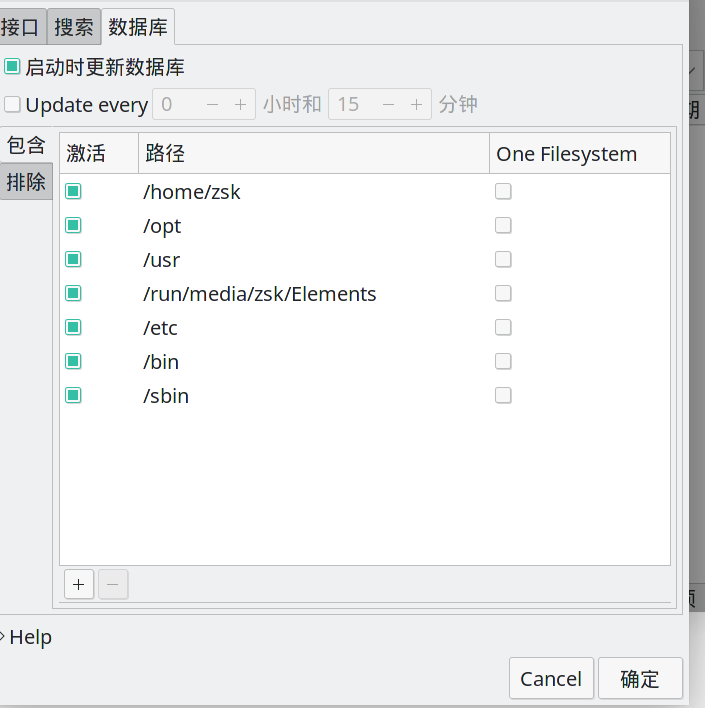 接口 搜索 数据库
启动时更新数据库
Update every 0 − + 小时和 15 − + 分钟
包含
排除
激活 路径 One Filesystem
/home/zsk
/opt
/usr
/run/media/zsk/Elements
/etc
/bin
/sbin
+ −
Help
Cancel 确定